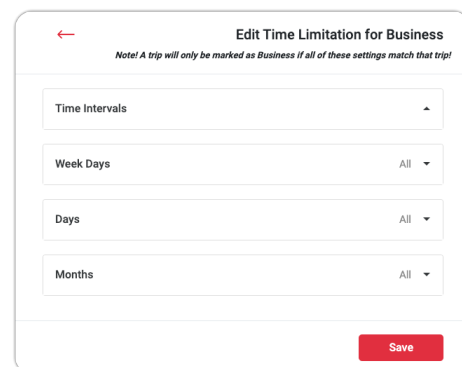 Edit Time Limitation for Business
Note! A trip will only be marked as Business if all of these settings match that trip!
Time Intervals
Week Days All
Days All
Months All
Save